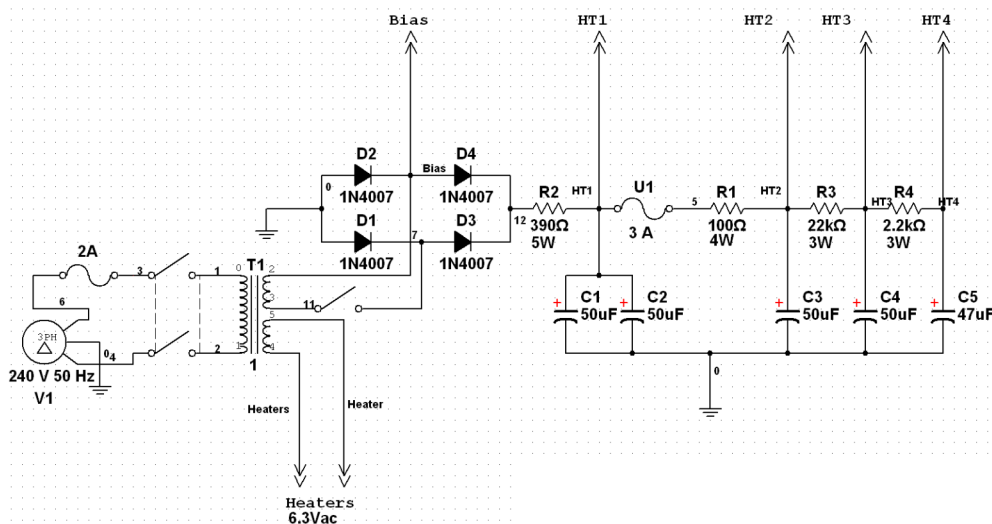 Bias
HT1
HT2
HT3
HT4
D2
1N4007
Bias
D4
1N4007
0
D1
1N4007
7
D3
1N4007
12
R2
390Ω
5W
HT1
U1
3 A
5
R1
100Ω
4W
HT2
R3
22kΩ
3W
HT3
R4
2.2kΩ
3W
HT4
2A
3
1
0
T1
2
3
11
5
4
1
2
1
6
3PH
0
4
240 V 50 Hz
V1
C1
50uF
C2
50uF
C3
50uF
C4
50uF
C5
47uF
+
+
+
+
+
0
Heaters
Heater
Heaters
6.3Vac